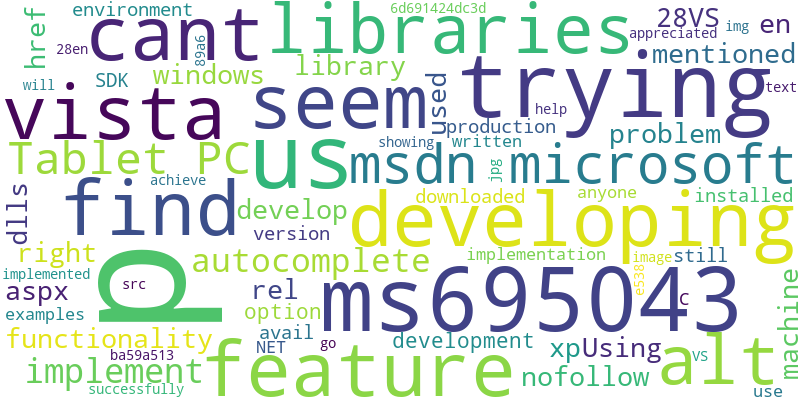 environment
6d691424dc3d
28VS
en
href
cant
libraries
appreciated
img
28en
89a6
mentioned
will
SDK
windows
library
used
trying
text
vista
seem
help
production
problem
written
Tablet PC
us
msdn
microsoft
showing
jpg
achieve
dlls
find
develop
downloaded
anyone
installed
version
developing
right
autocomplete
implementation
image
still
implemented
p
src
rel
ms695043
e538
C
machine
aspx
examples
option
functionality
avail
development
xp
Using
alt
ba59a513
NET
go
VS
implement
feature
nofollow
successfully
use